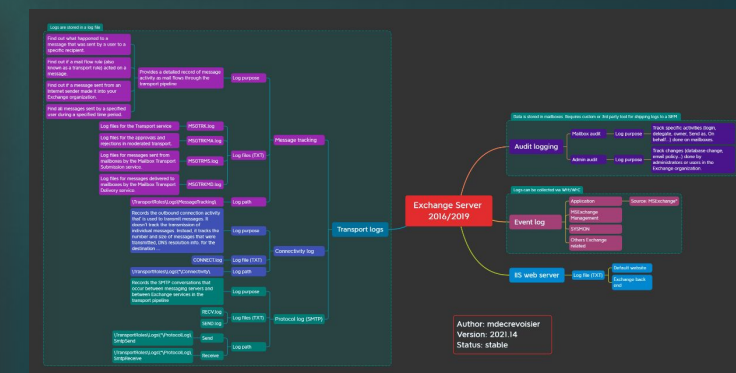 Logs are stored in a log file
Find out what happened to a
message that was sent by a user to a
specific recipient
Find out if a mail flow rule (also
known as a transport rule) acted on a
message.
Find out if a message sent from an
Internet sender made it into your
Exchange organization.
Find all messages sent by a specified
user during a specified time period.
Provides a detailed record of message
activity as mail flows through the
transport pipeline
Log purpose
Log files for the Transport service
MSGTRK.log
Log files for the approvals and
rejections in moderated transport.
MSGTRKMA.log
Log files for messages sent from
mailboxes by the Mailbox Transport
Submission service.
MSGTRKMS.log
Log files for messages delivered to
mailboxes by the Mailbox Transport
Delivery service.
MSGTRKMD.log
Log files (TXT)
\TransportRoles\Logs\MessageTracking\
Log path
Message tracking
Records the outbound connection activity
that is used to transmit messages. It
doesn't track the transmission of
individual messages. Instead, it tracks the
number and size of messages that were
transmitted, DNS resolution info. for the
destination ...
Log purpose
CONNECT.log
Log file (TXT)
\TransportRoles\Logs\(*)\Connectivity\
Log path
Connectivity log
Records the SMTP conversations that
occur between messaging servers and
between Exchange services in the
transport pipeline
Log purpose
RECV.log
SEND.log
Log files (TXT)
\TransportRoles\Logs\(*)\ProtocolLog\
SmtpSend
Send
\TransportRoles\Logs\(*)\ProtocolLog\
SmtpReceive
Receive
Log path
Protocol log (SMTP)
Transport logs
Exchange Server
2016/2019
Data is stored in mailboxes. Requires custom or 3rd party tool for shipping logs to a SIEM
Audit logging
Mailbox audit
Log purpose
Track specific activities (login,
delegate, owner, Send as, On
behalf...) done on mailboxes.
Admin audit
Log purpose
Track changes (database change,
email policy...) done by
administrators or users in the
Exchange organization
Logs can be collected via WEF/WEC
Event log
Application
Source: MSExchange*
MSExchange
Management
SYSMON
Others Exchange
related
IIS web server
Log file (TXT)
Default website
Exchange back
end
Author: mdecrevoisier
Version: 2021.14
Status: stable